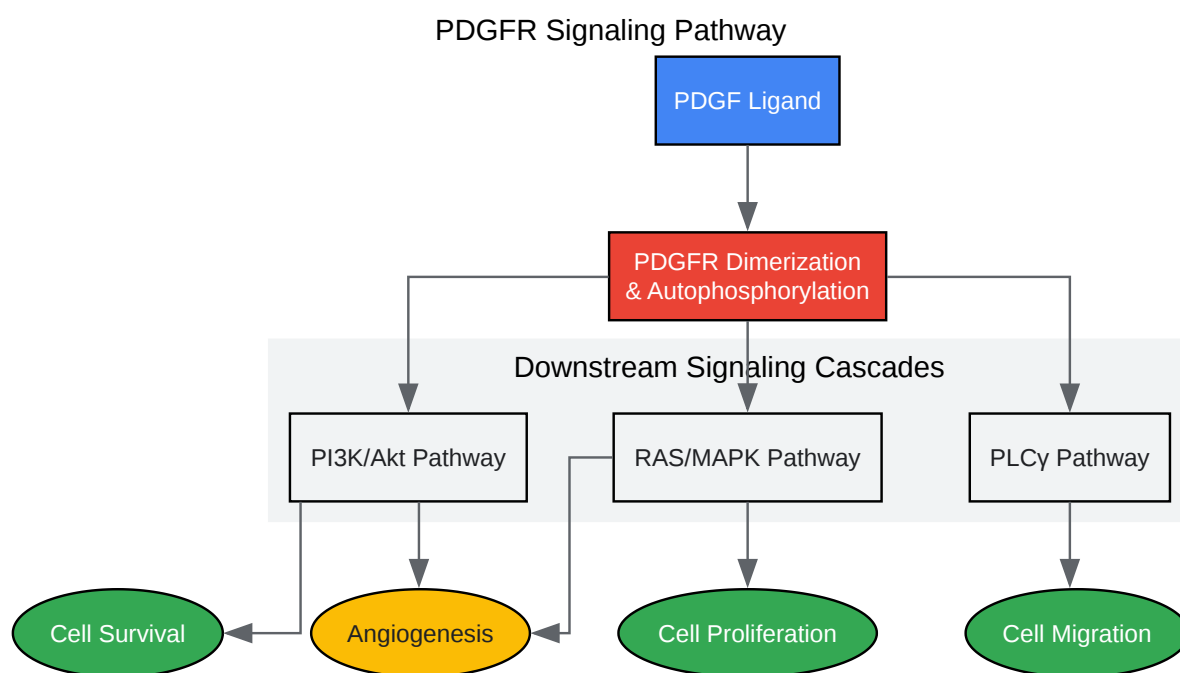 PDGFR Signaling Pathway
PDGF Ligand
PDGFR Dimerization
& Autophosphorylation
Downstream Signaling Cascades
PI3K/Akt Pathway
RAS/MAPK Pathway
PLCγ Pathway
Cell Survival
Angiogenesis
Cell Proliferation
Cell Migration